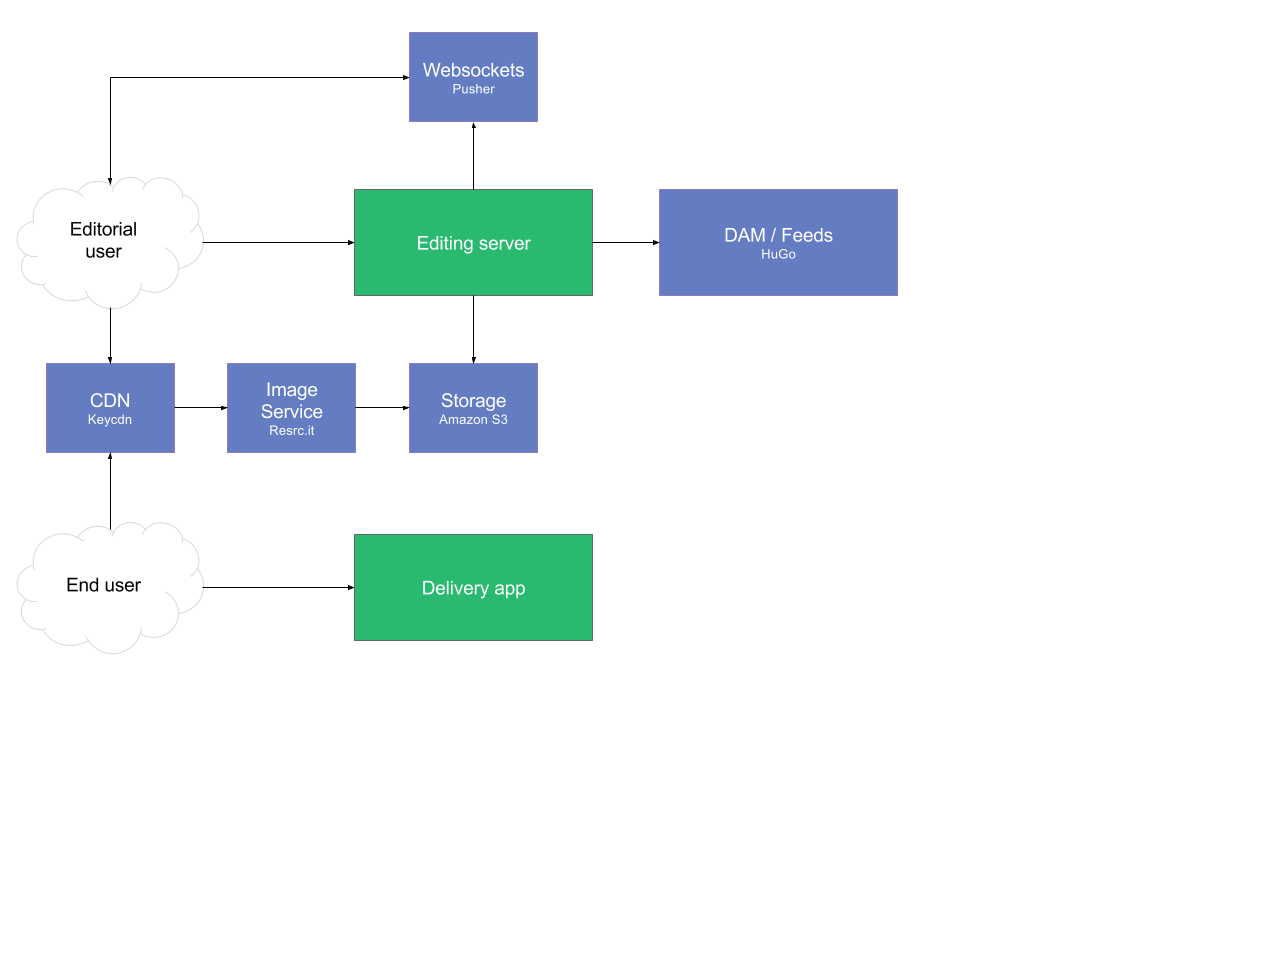 Websockets
Pusher
Editorial
user
Editing server
DAM / Feeds
HuGo
CDN
Keycdn
Image
Service
Resrc.it
Storage
Amazon S3
End user
Delivery app